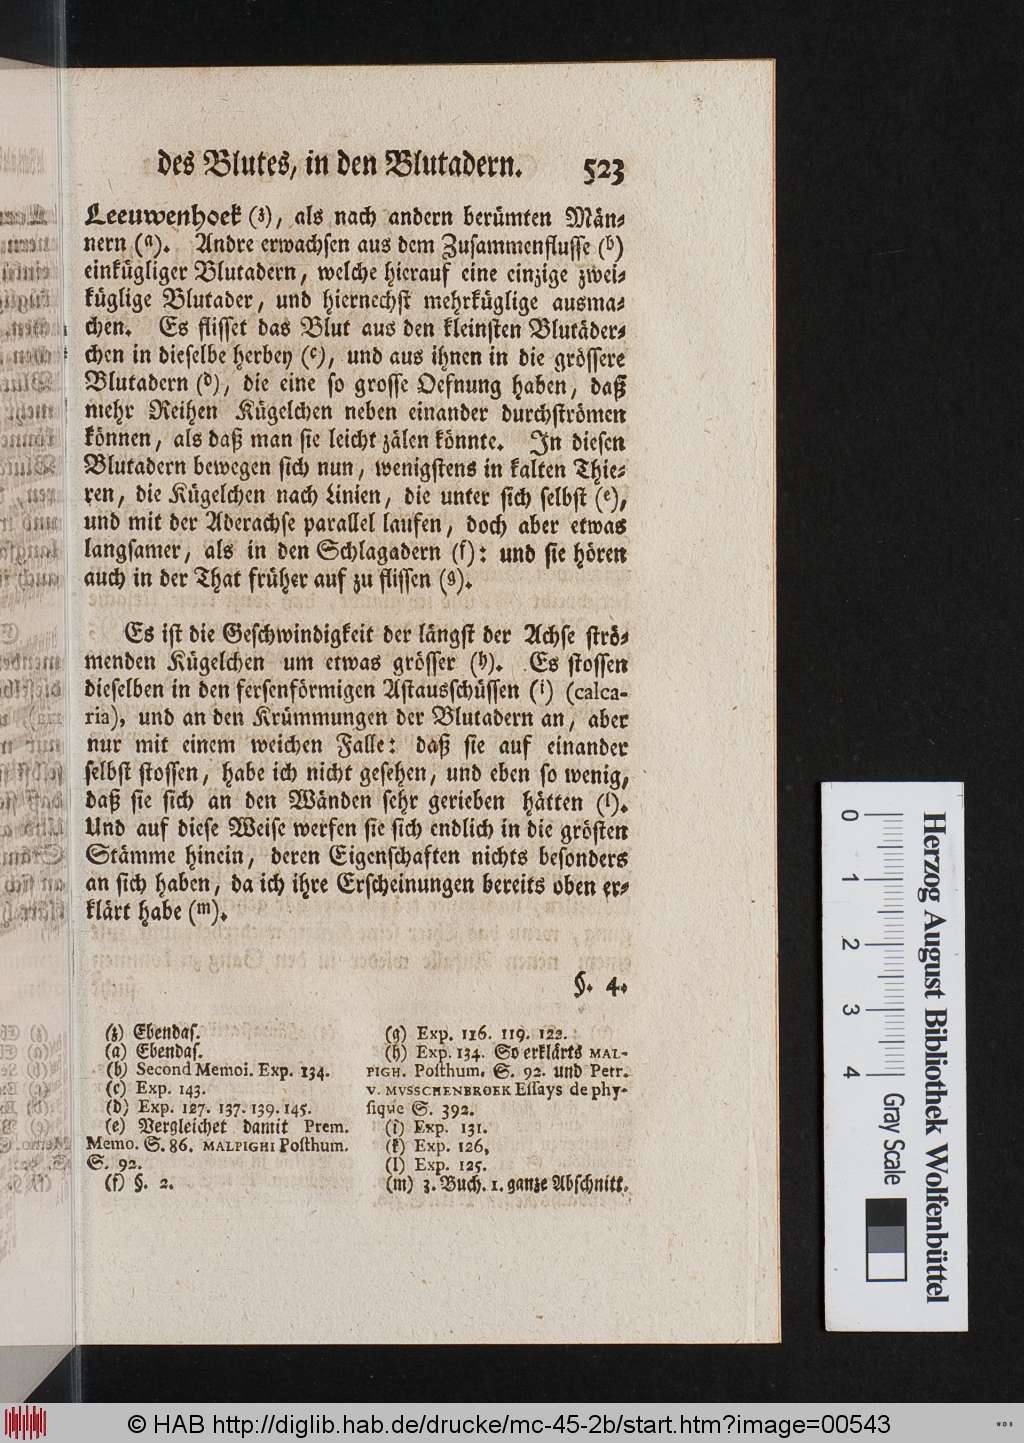 des Blutes, in den Blutadern. 523
Leeuwenhoek (z), als nach andern berümten Män-
nern (a). Andre erwachsen aus dem Zusammenflusse (b)
einkügliger Blutadern, welche hierauf eine einzige zwei-
küglige Blutader, und hiernechst mehrküglige ausma-
chen. Es flisset das Blut aus den kleinsten Blutäder-
chen in dieselbe herbey (c), und aus ihnen in die grössere
Blutadern (d), die eine so grosse Oefnung haben, daß
mehr Reihen Kügelchen neben einander durchströmen
können, als daß man sie leicht zälen könnte. In diesen
Blutadern bewegen sich nun, wenigstens in kalten Thie-
ren, die Kügelchen nach Linien, die unter sich selbst (e),
und mit der Aderachse parallel laufen, doch aber etwas
langsamer, als in den Schlagadern (f): und sie hören
auch in der That früher auf zu flissen (g).
Es ist die Geschwindigkeit der längst der Achse strö-
menden Kügelchen um etwas grösser (h). Es stossen
dieselben in den fersenförmigen Astausschüssen (i) (calca-
ria), und an den Krümmungen der Blutadern an, aber
nur mit einem weichen Falle: daß sie auf einander
selbst stossen, habe ich nicht gesehen, und eben so wenig,
daß sie sich an den Wänden sehr gerieben hätten (l).
Und auf diese Weise werfen sie sich endlich in die grösten
Stämme hinein, deren Eigenschaften nichts besonders
an sich haben, da ich ihre Erscheinungen bereits oben er-
klärt habe (m).
§. 4.
(z) Ebendas.
(a) Ebendas.
(b) Second Memoi. Exp. 134.
(c) Exp. 143.
(d) Exp. 127. 137. 139. 145.
(e) Vergleichet damit Prem.
Memo. S. 86. MALPIGHI Posthum.
S. 92.
(f) §. 2.
(g) Exp. 116. 119. 122.
(h) Exp. 134. So erklärts MAL-
PIGH. Posthum. S. 92. und Petr.
V. MVSSCHENBROEK Essays de phy-
sique S. 392.
(i) Exp. 131.
(k) Exp. 126,
(l) Exp. 125.
(m) 3. Buch. 1. ganze Abschnitt.
Herzog August Bibliothek Wolfenbüttel
0 1 2 3 4 Gray Scale
© HAB http://diglib.hab.de/drucke/mc-45-2b/start.htm?image=00543